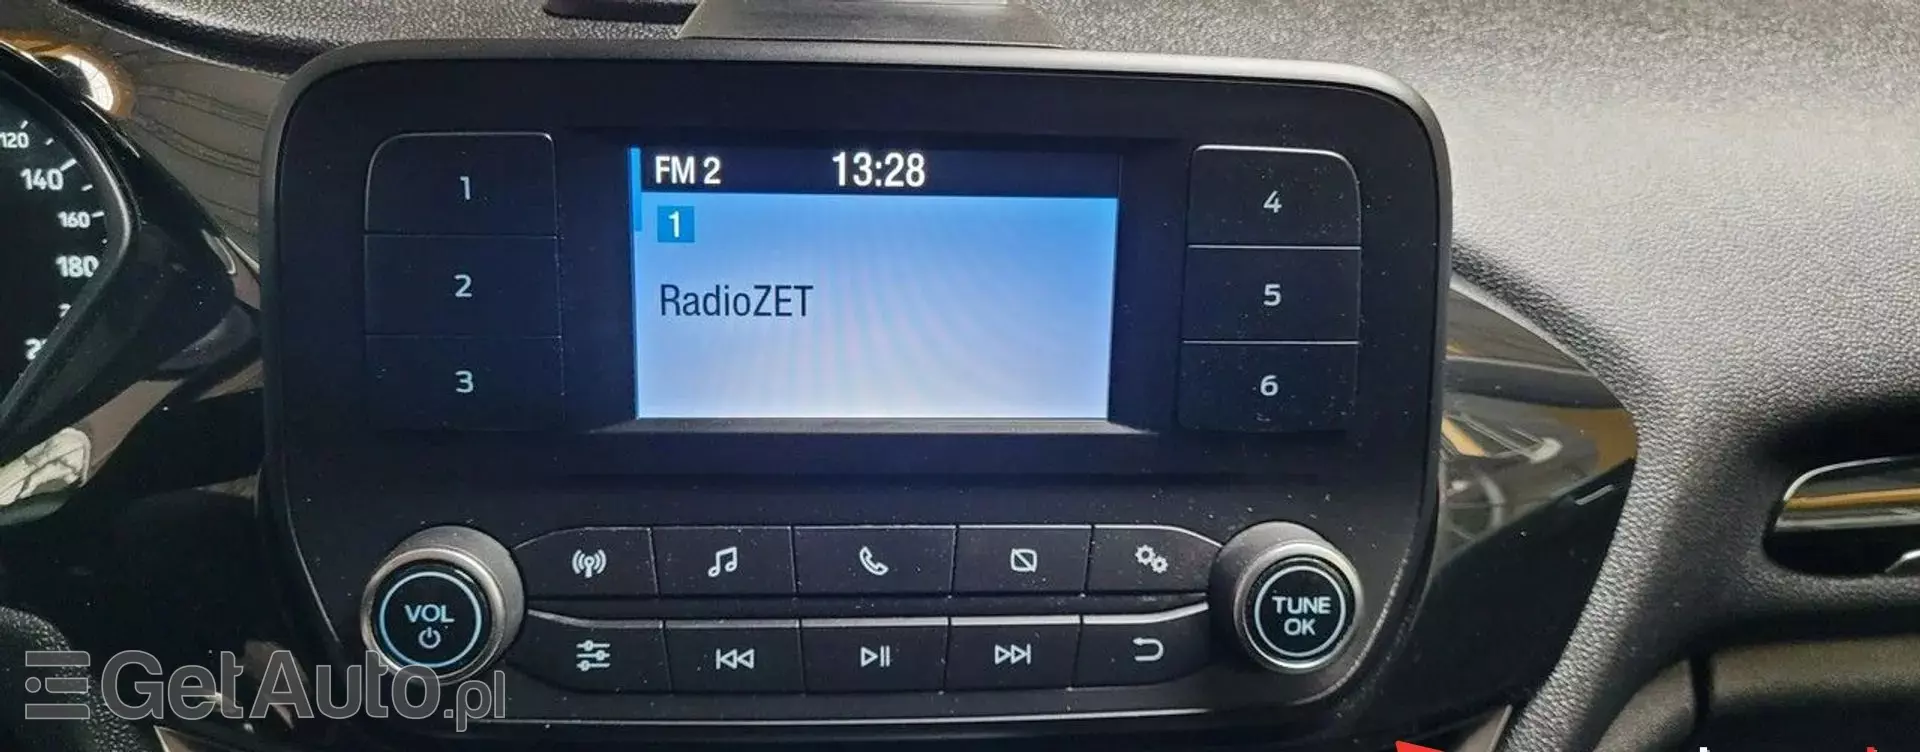 120
140
160
180
FM 2 13:28
1
RadioZET
1
2
3
4
5
6
VOL
TUNE
OK
GetAuto.pl